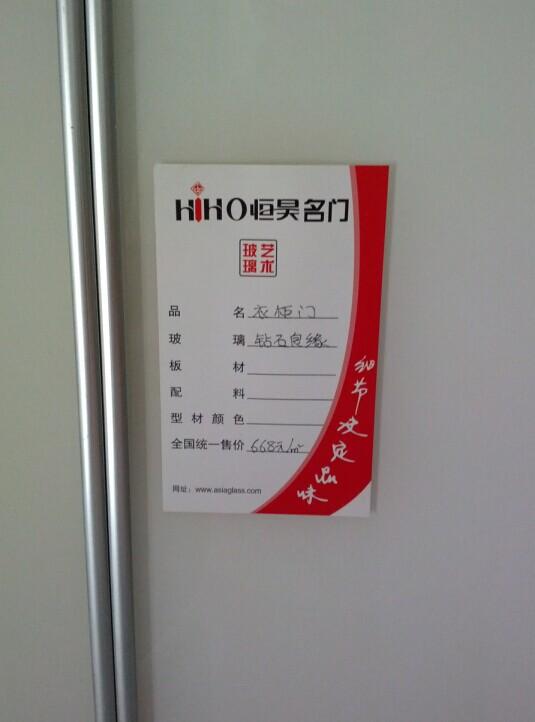 HIHO恒昊名门
玻璃艺术
品名 衣柜门
玻璃 钻石良缘
板材
配料
型材颜色
全国统一售价 668元/㎡
网址：www.asiaglass.com
细节决定品味